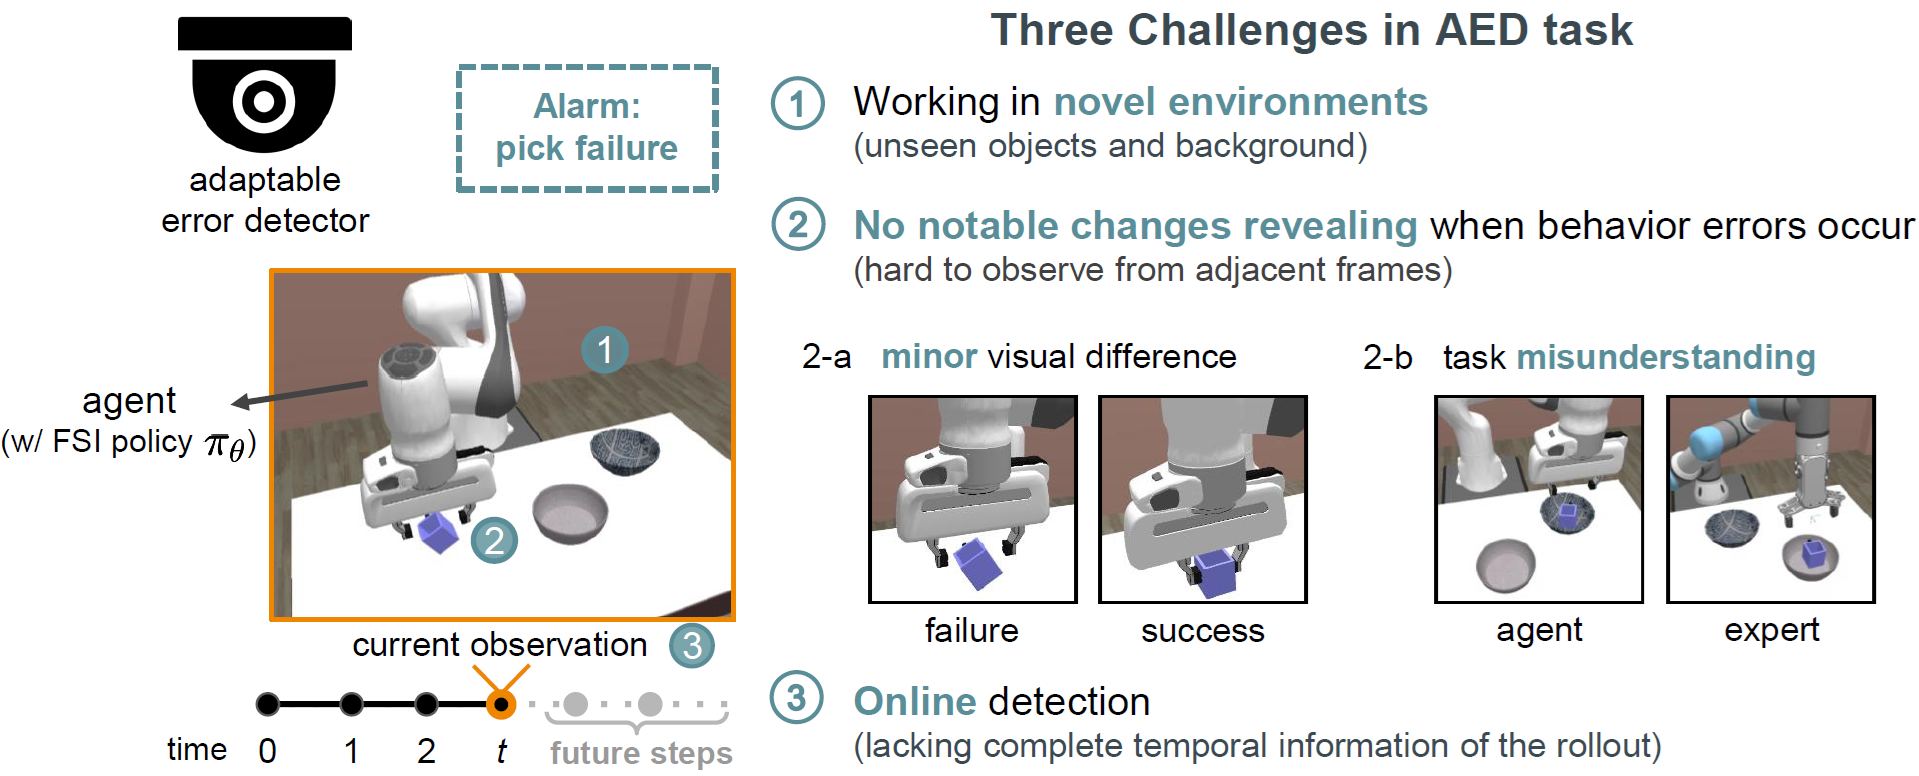 Three Challenges in AED task
adaptable
error detector
Alarm:
pick failure
1
agent
(w/ FSI policy πθ)
2
current observation 3
time 0 1 2 t future steps
1 Working in novel environments
(unseen objects and background)
2 No notable changes revealing when behavior errors occur
(hard to observe from adjacent frames)
2-a minor visual difference
failure success
2-b task misunderstanding
agent expert
3 Online detection
(lacking complete temporal information of the rollout)